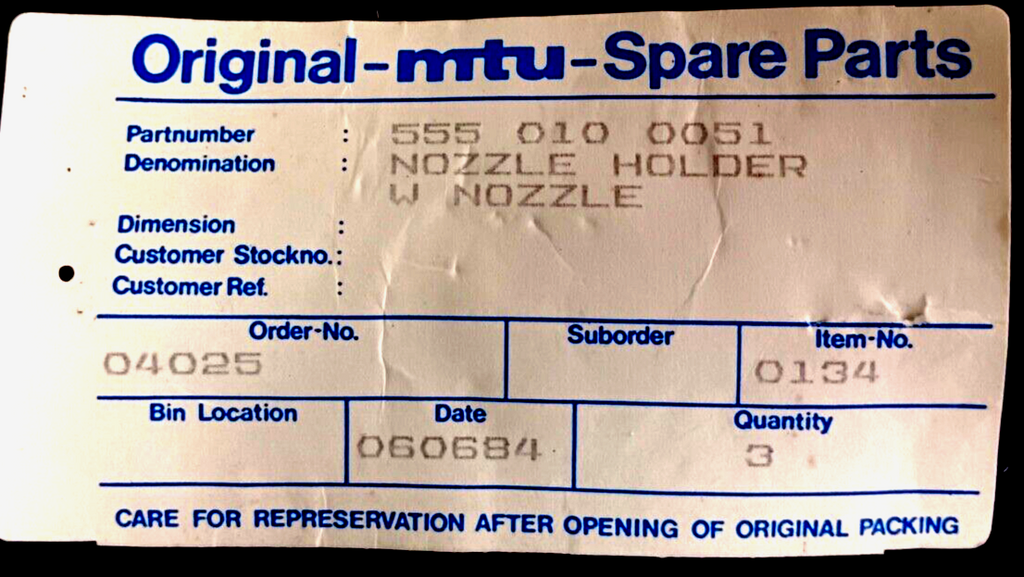 Original-mtu-Spare Parts
Partnumber : 555 010 0051
Denomination : NOZZLE HOLDER
W NOZZLE
Dimension :
Customer Stockno.:
Customer Ref. :
Order-No. Suborder Item-No.
04025 0134
Bin Location Date Quantity
060684 3
CARE FOR REPRESERVATION AFTER OPENING OF ORIGINAL PACKING